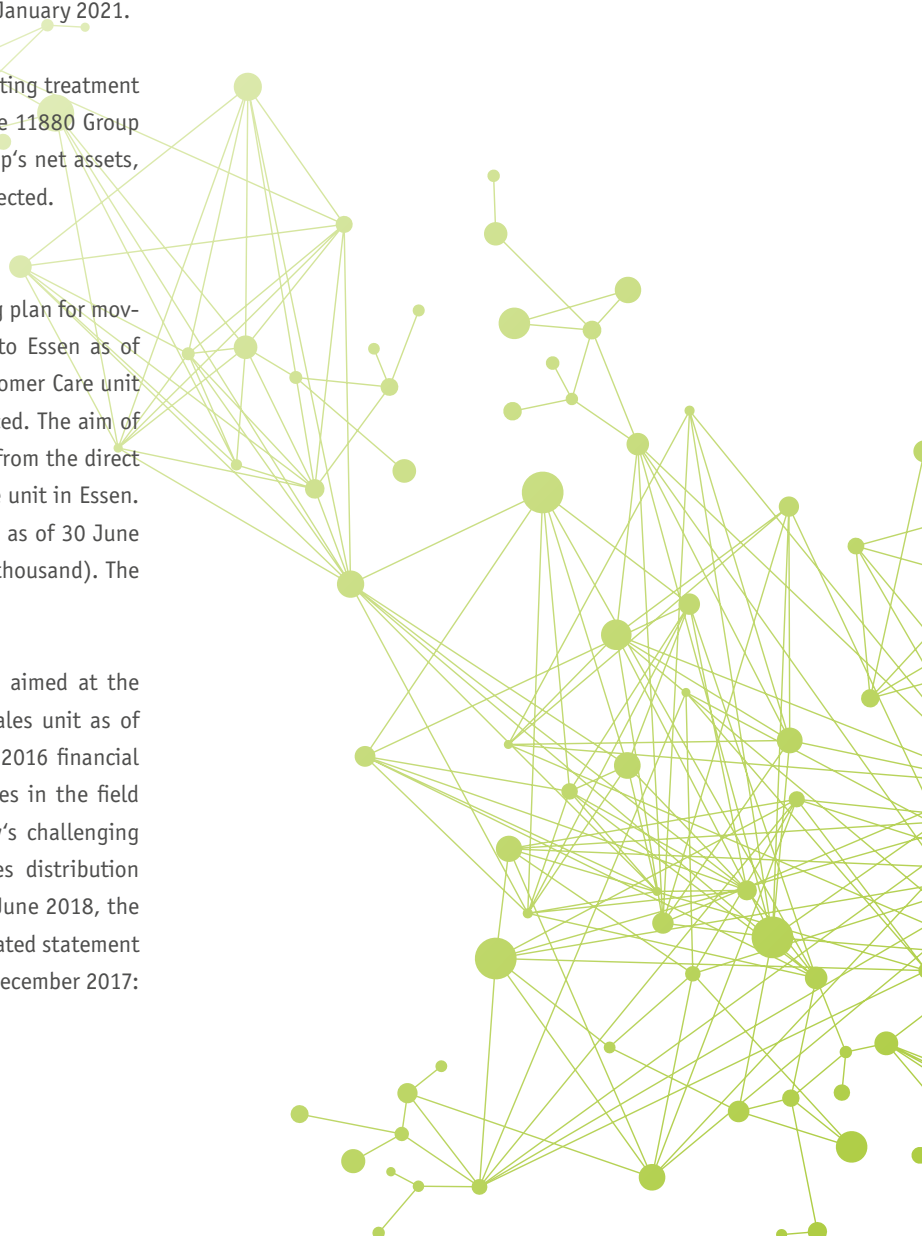 January 2021.
ting treatment
e 11880 Group
p‘s net assets,
ected.
g plan for mov-
to Essen as of
omer Care unit
ed. The aim of
from the direct
e unit in Essen.
as of 30 June
thousand). The
aimed at the
ales unit as of
2016 financial
es in the field
y‘s challenging
es distribution
June 2018, the
ated statement
ecember 2017: